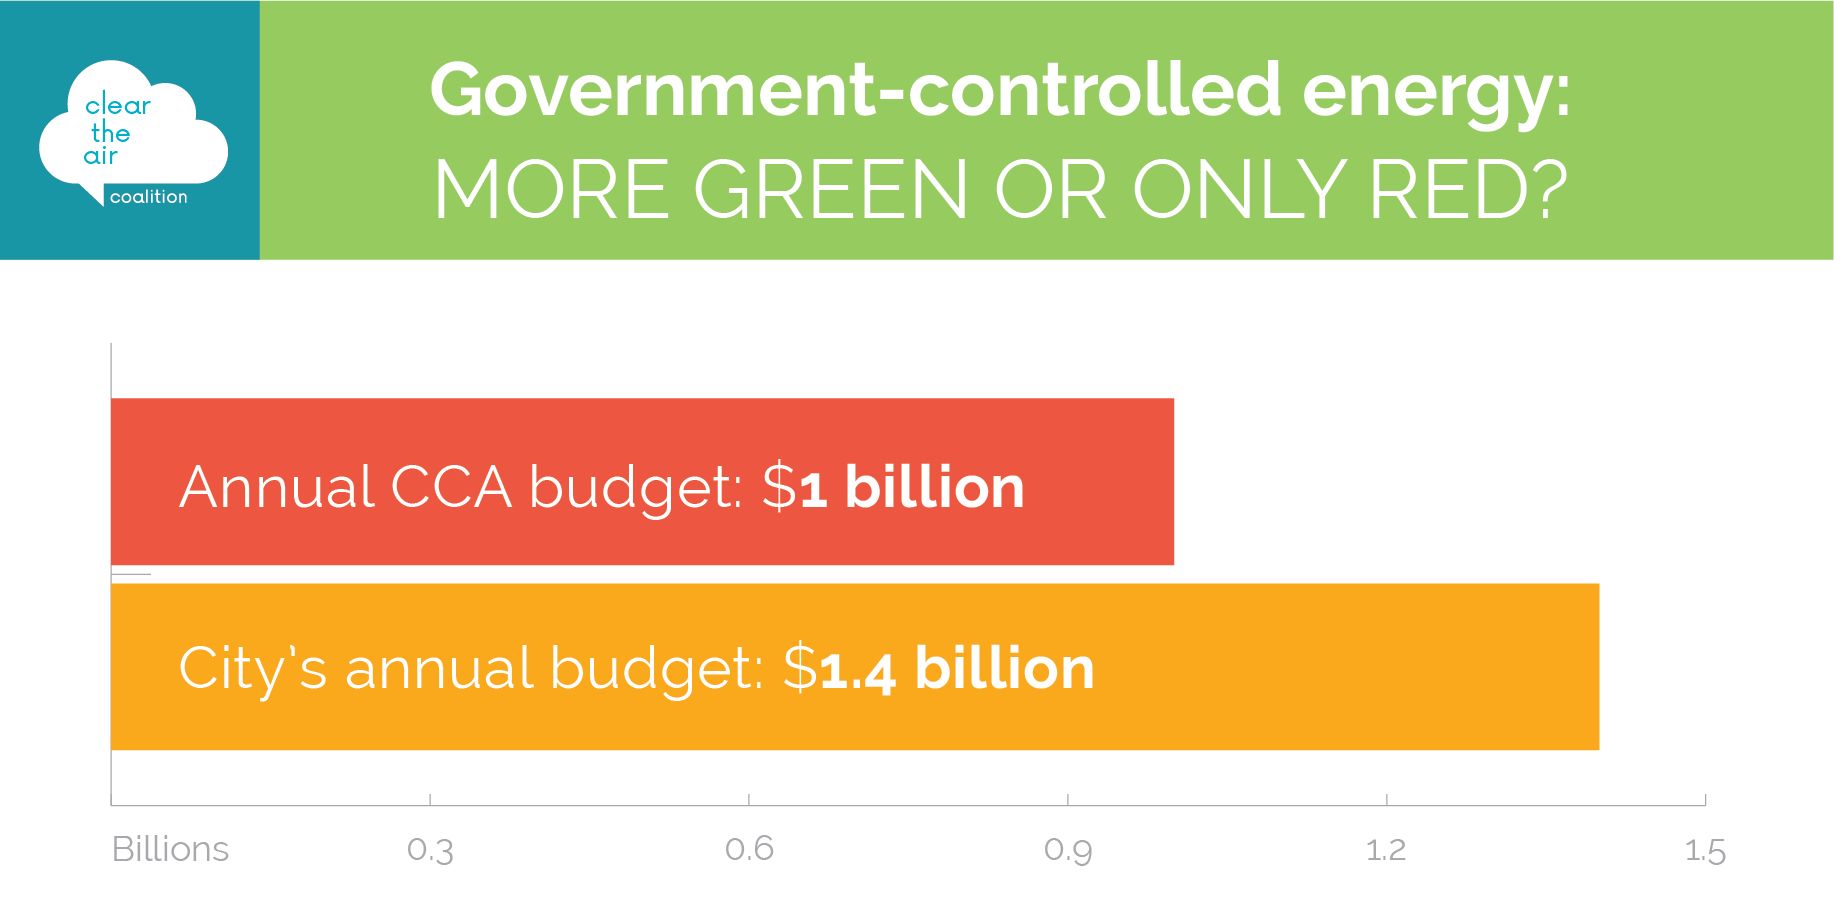 clear
the
air
coalition
Government-controlled energy:
MORE GREEN OR ONLY RED?
Annual CCA budget: $1 billion
City's annual budget: $1.4 billion
Billions 0.3 0.6 0.9 1.2 1.5